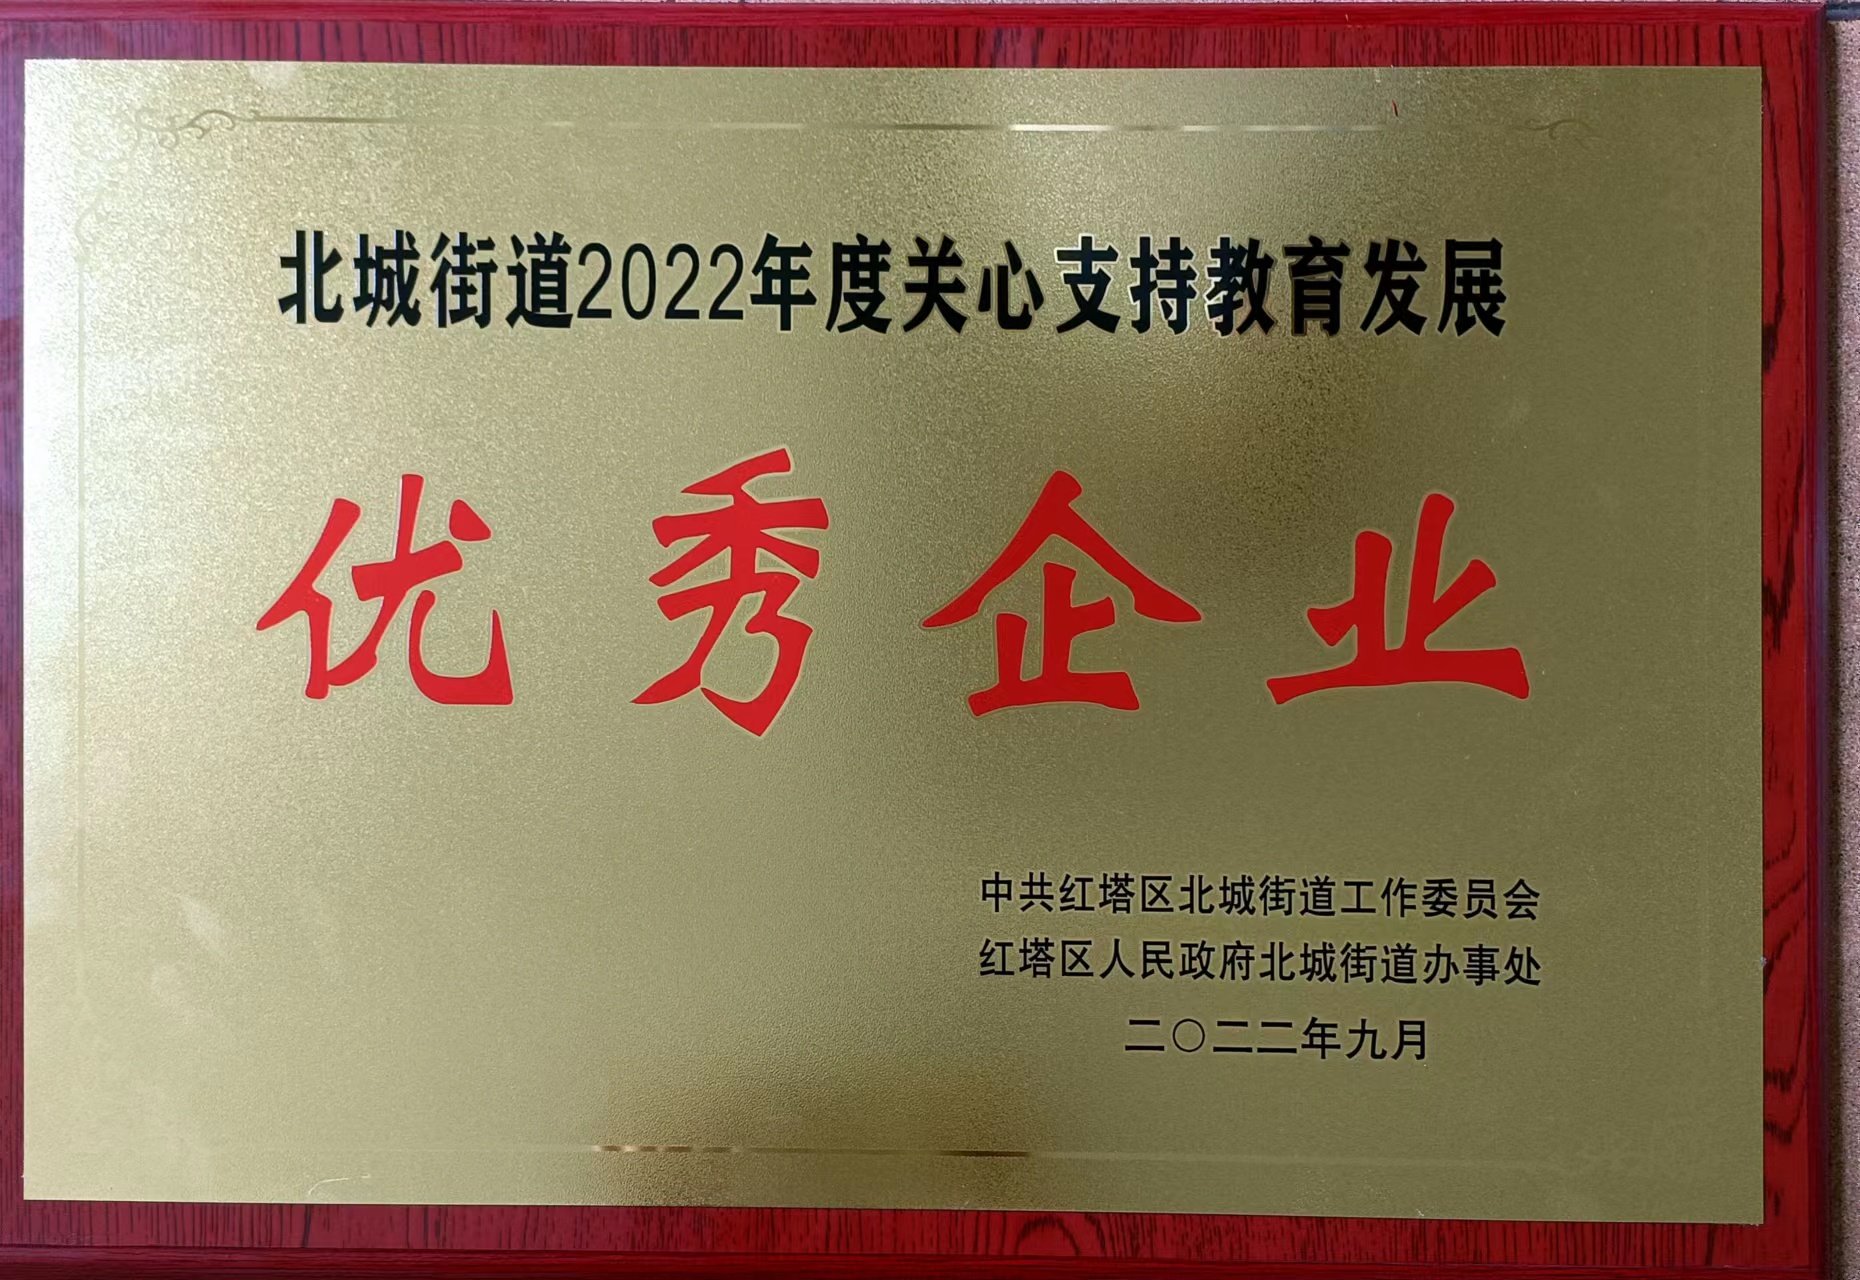 北城街道2022年度关心支持教育发展
优秀企业
中共红塔区北城街道工作委员会
红塔区人民政府北城街道办事处
二〇二二年九月